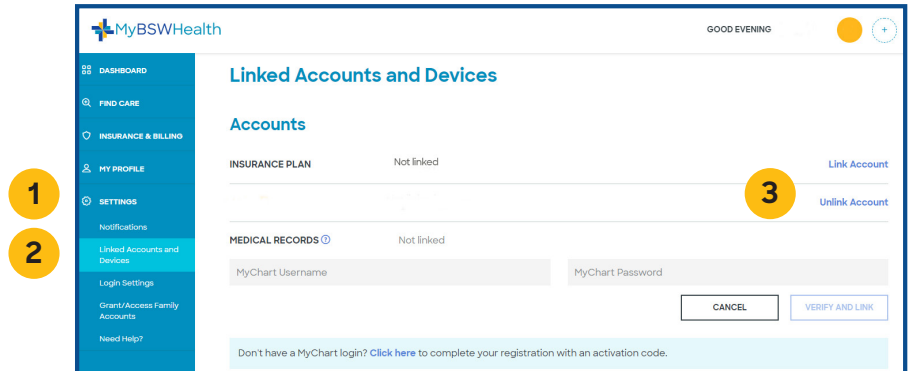 MyBSWHealth
GOOD EVENING
+
DASHBOARD
FIND CARE
INSURANCE & BILLING
MY PROFILE
1
SETTINGS
Notifications
2
Linked Accounts and
Devices
Login Settings
Grant/Access Family
Accounts
Need Help?
Linked Accounts and Devices
Accounts
INSURANCE PLAN Not linked Link Account
3
Unlink Account
MEDICAL RECORDS ? Not linked
MyChart Username MyChart Password
CANCEL VERIFY AND LINK
Don't have a MyChart login? Click here to complete your registration with an activation code.